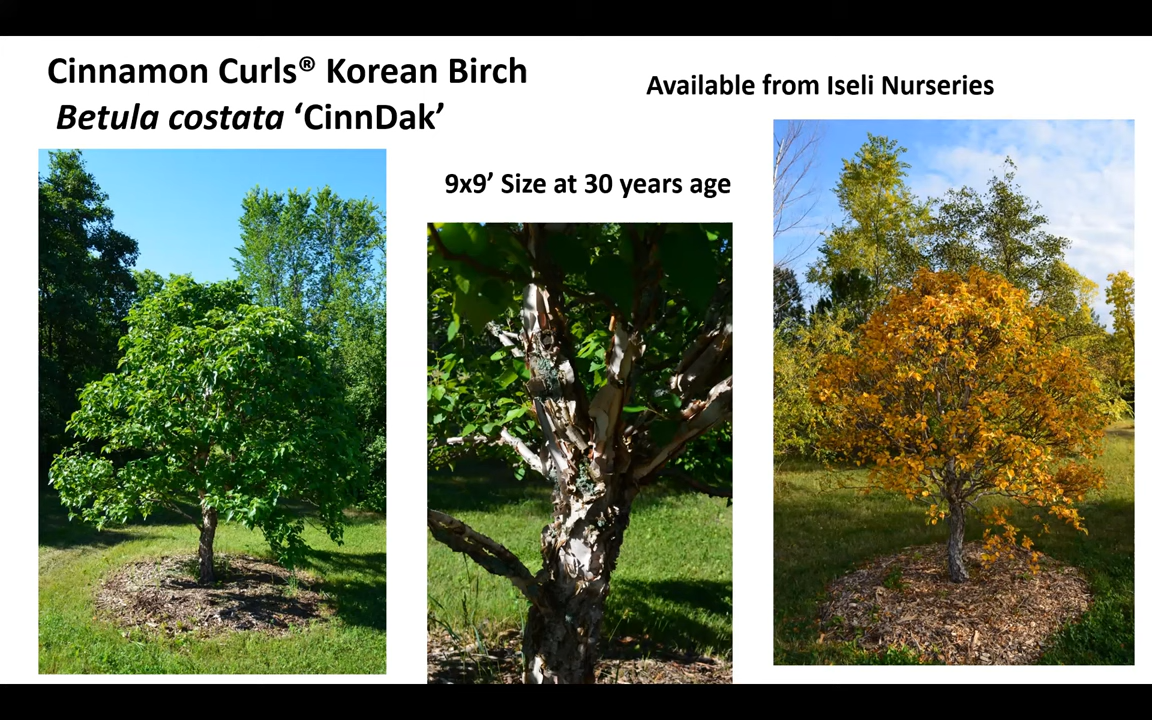 Cinnamon Curls® Korean Birch
Betula costata ‘CinnDak’
Available from Iseli Nurseries
9x9’ Size at 30 years age